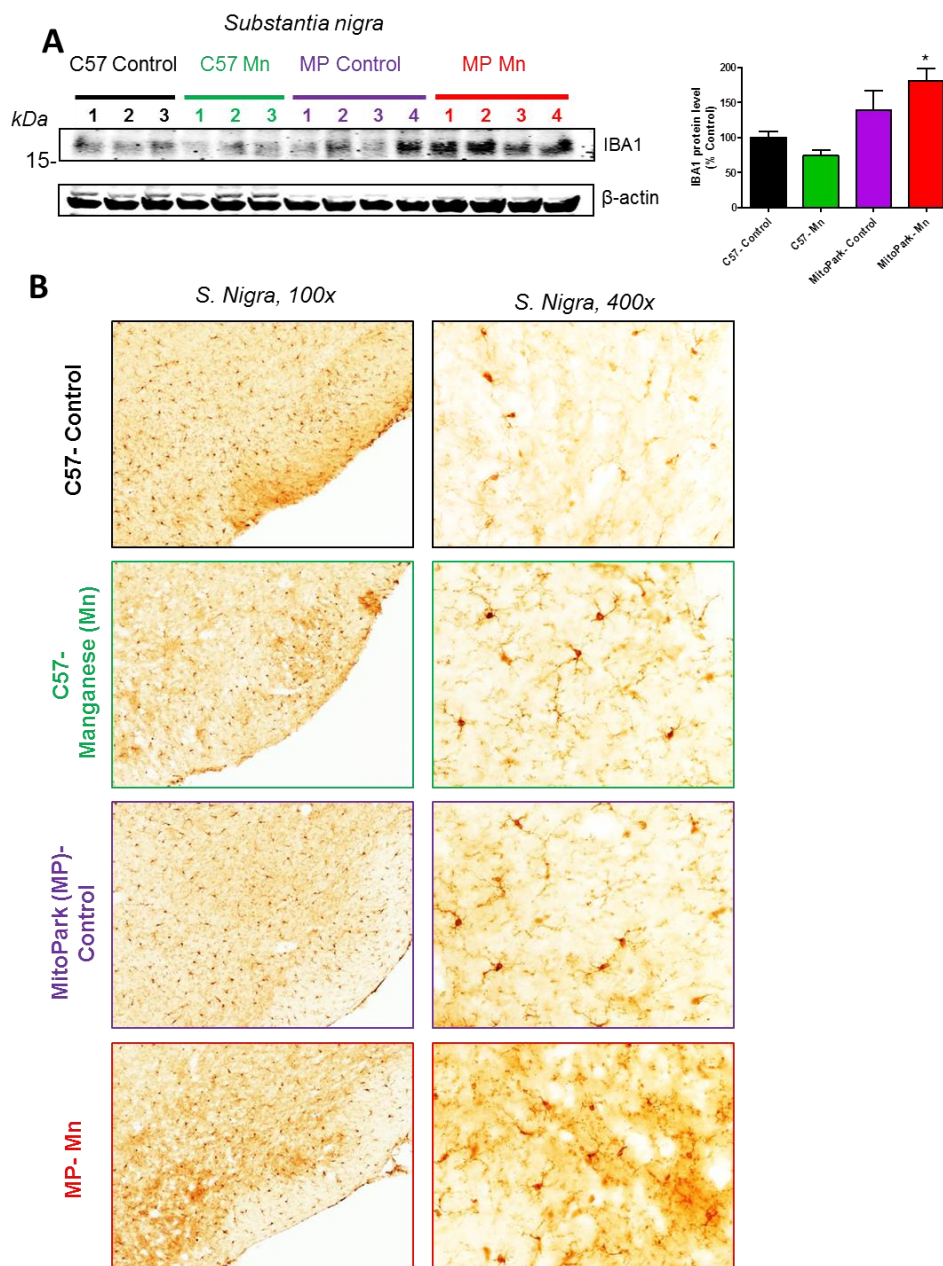 A
Substantia nigra
C57 Control C57 Mn MP Control MP Mn
kDa 1 2 3 1 2 3 1 2 3 4 1 2 3 4
15- IBA1
β-actin
IBA1 protein level
(% Control)
200
150
100
50
0
*
C57- Control
C57- Mn
MitoPark- Control
MitoPark- Mn
B
S. Nigra, 100x S. Nigra, 400x
C57- Control
C57-
Manganese (Mn)
MitoPark (MP)-
Control
MP- Mn